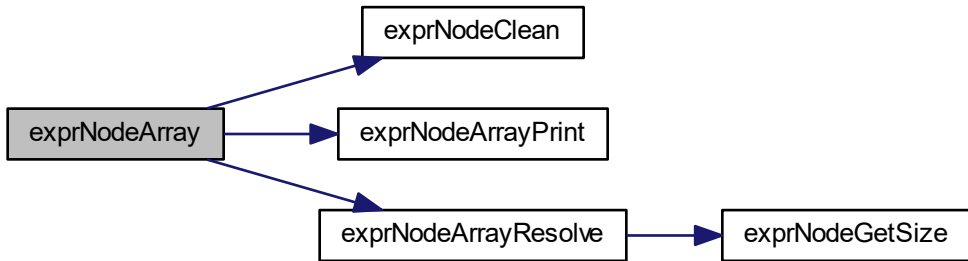 exprNodeClean
exprNodeArray
exprNodeArrayPrint
exprNodeArrayResolve
exprNodeGetSize